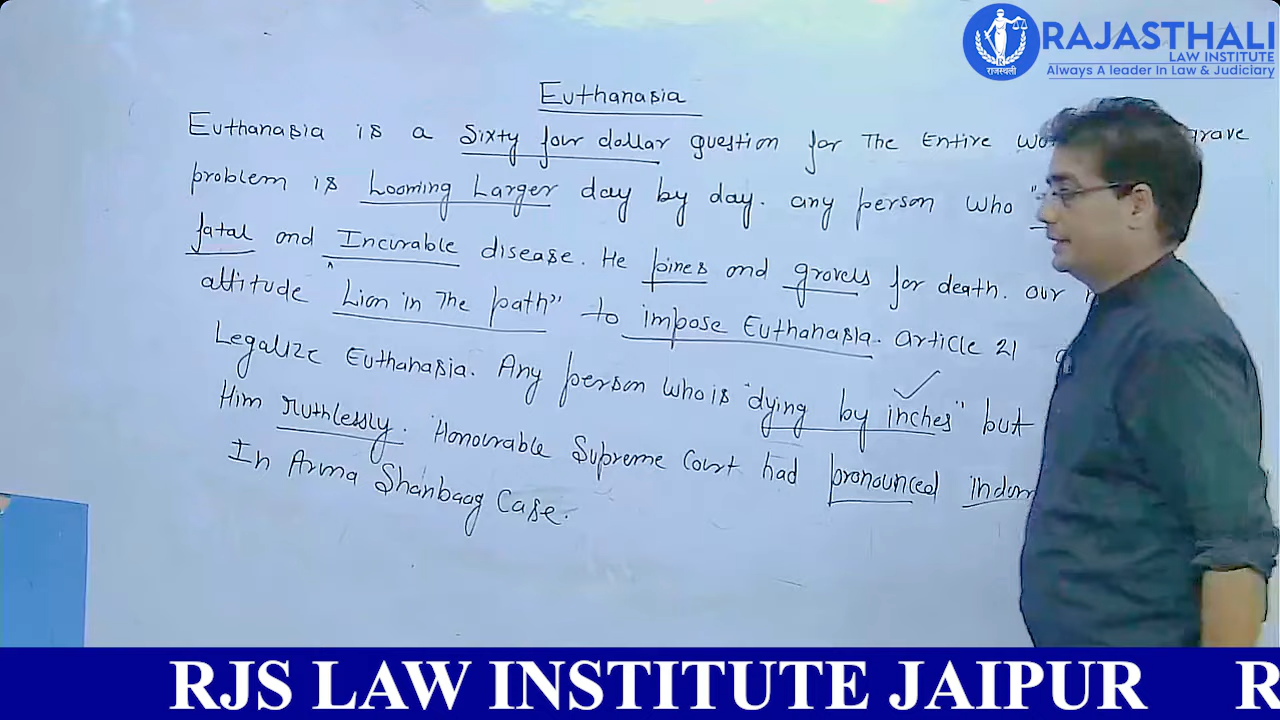 RAJASTHALI
LAW INSTITUTE
Always A leader In Law & Judiciary
राजस्थली
Euthanasia
Euthanasia is a sixty four dollar question for The Entire grave
problem is Looming Larger day by day. any person who
fatal and Incurable disease. He pines and grovels for death. our
attitude "Lion in The path" to impose Euthanasia. Article 21
Legalize Euthanasia. Any person who is "dying by inches" but
Him ruthlessly. Honourable Supreme Court had pronounced
In Aruna Shanbaag Case.
RJS LAW INSTITUTE JAIPUR R